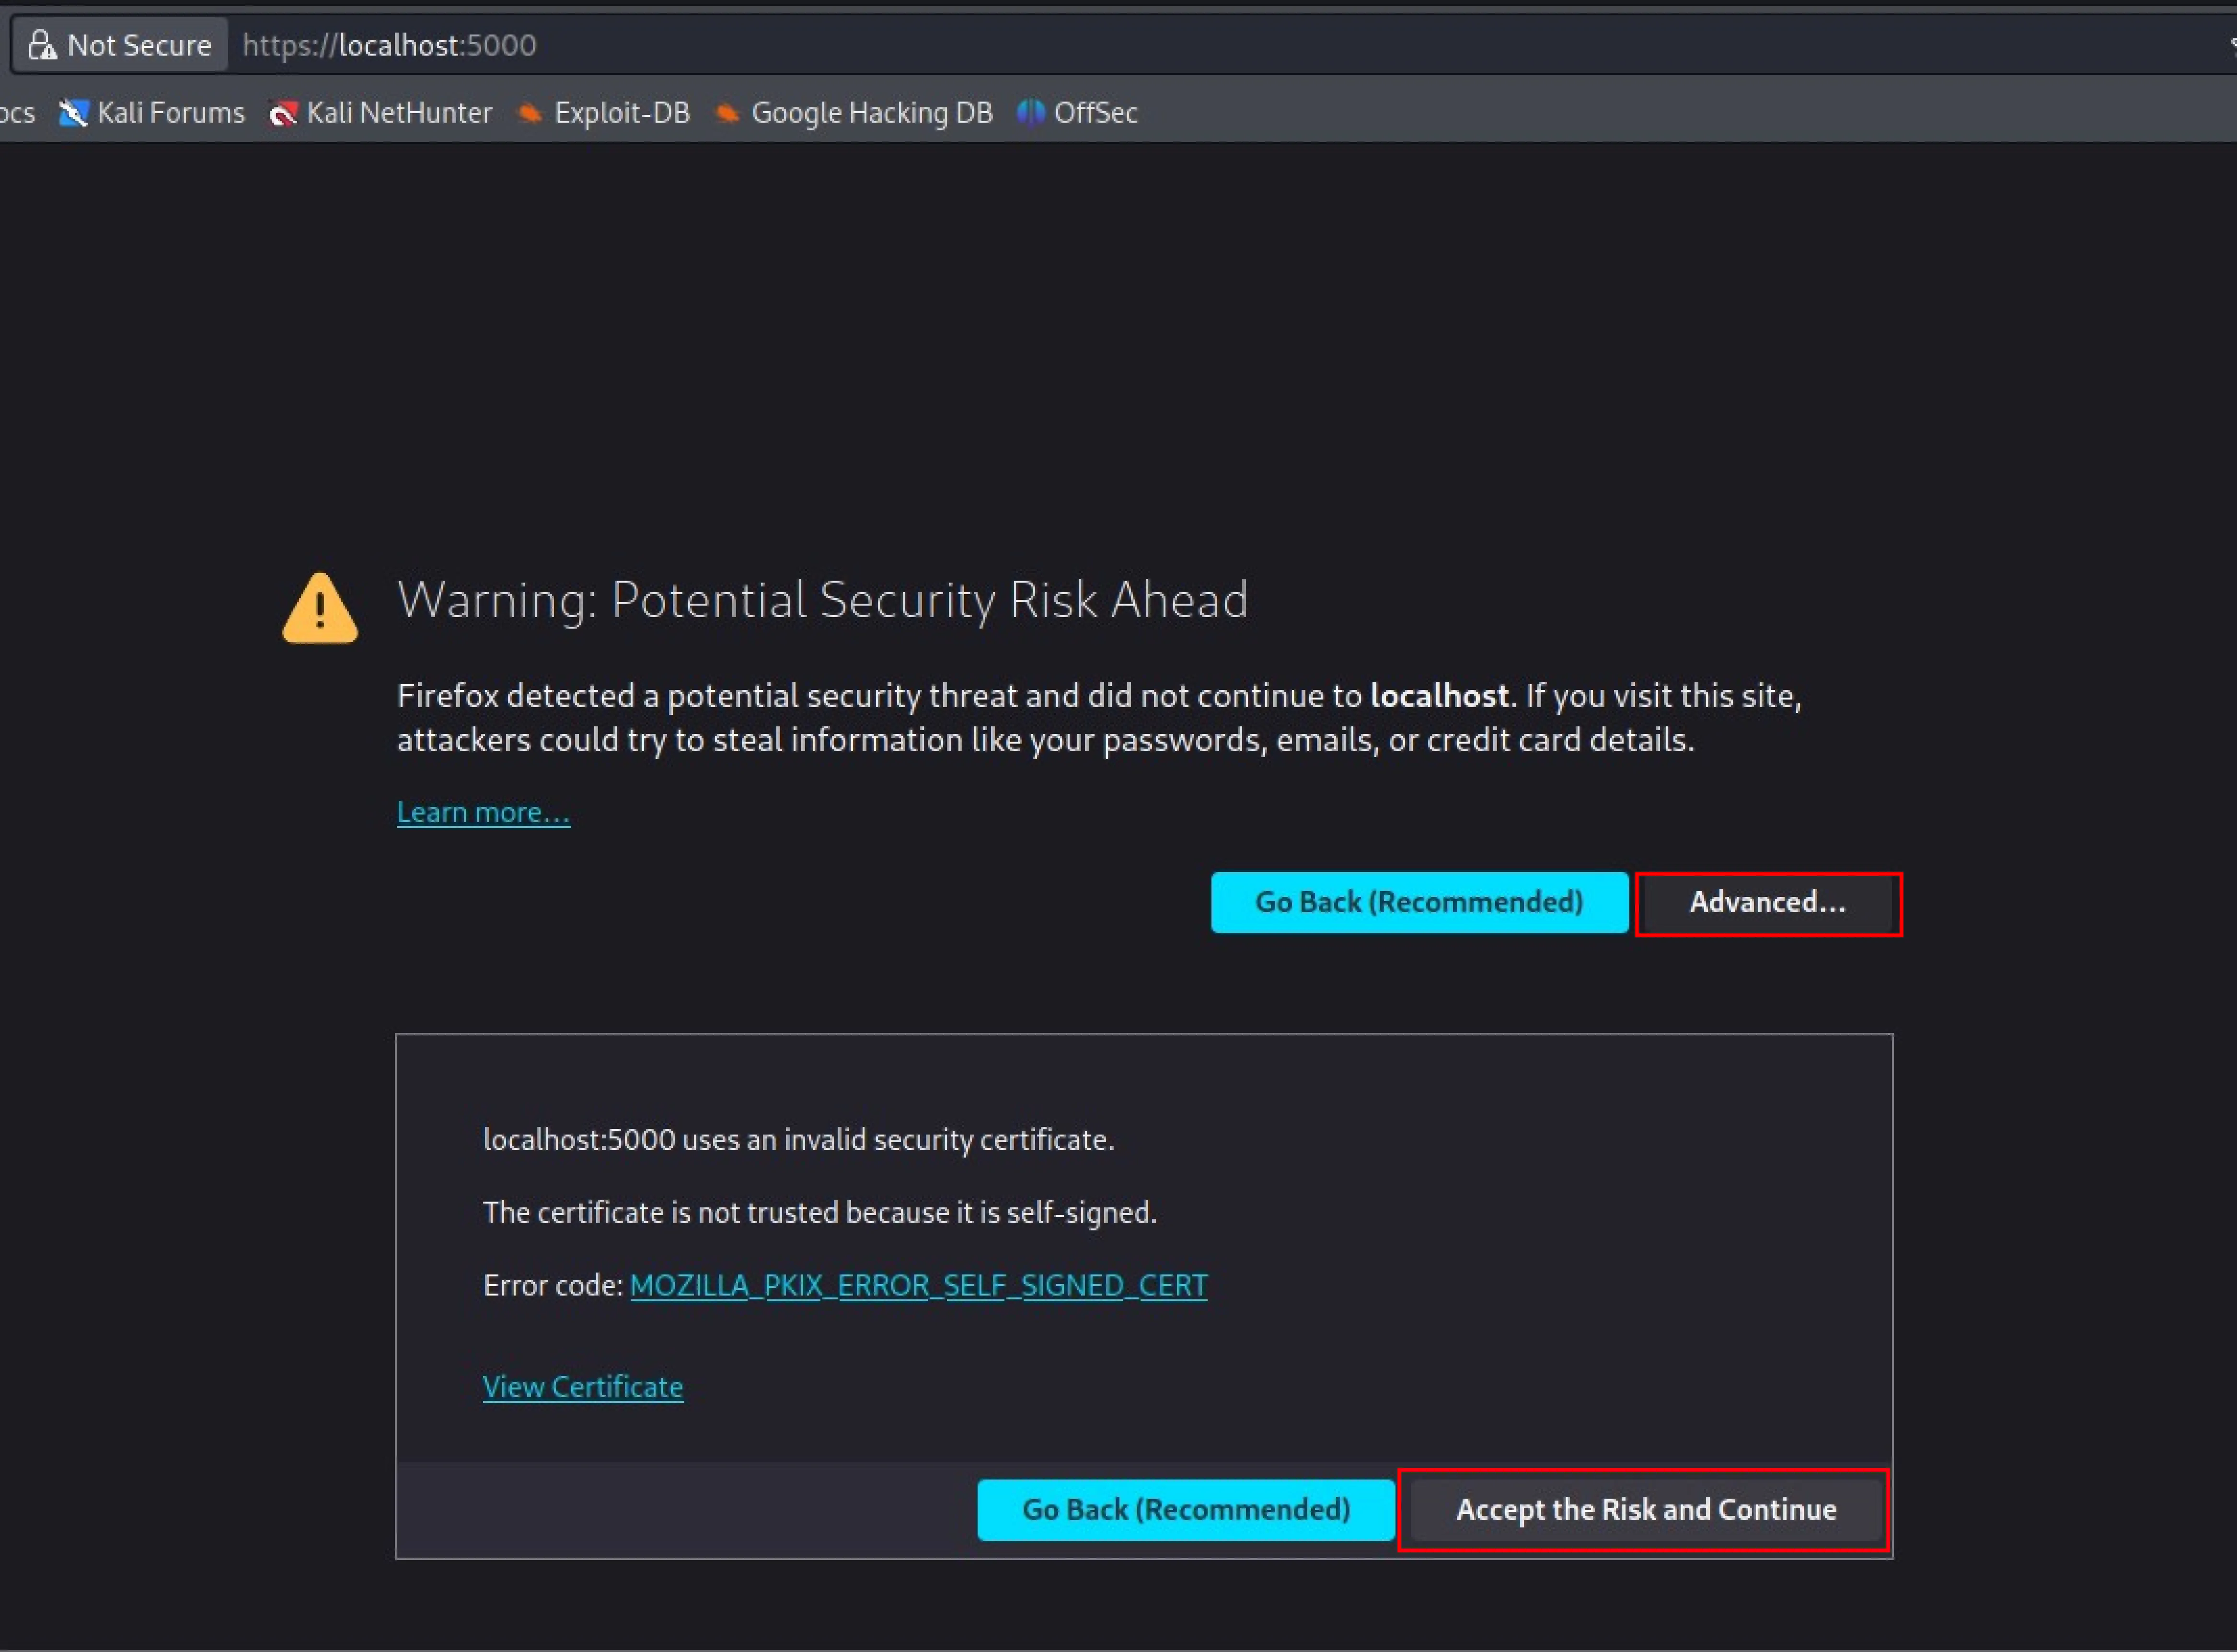 Not Secure https://localhost:5000
ocs Kali Forums Kali NetHunter Exploit-DB Google Hacking DB OffSec
Warning: Potential Security Risk Ahead
Firefox detected a potential security threat and did not continue to localhost. If you visit this site,
attackers could try to steal information like your passwords, emails, or credit card details.
Learn more...
Go Back (Recommended) Advanced...
localhost:5000 uses an invalid security certificate.
The certificate is not trusted because it is self-signed.
Error code: MOZILLA_PKIX_ERROR_SELF_SIGNED_CERT
View Certificate
Go Back (Recommended) Accept the Risk and Continue